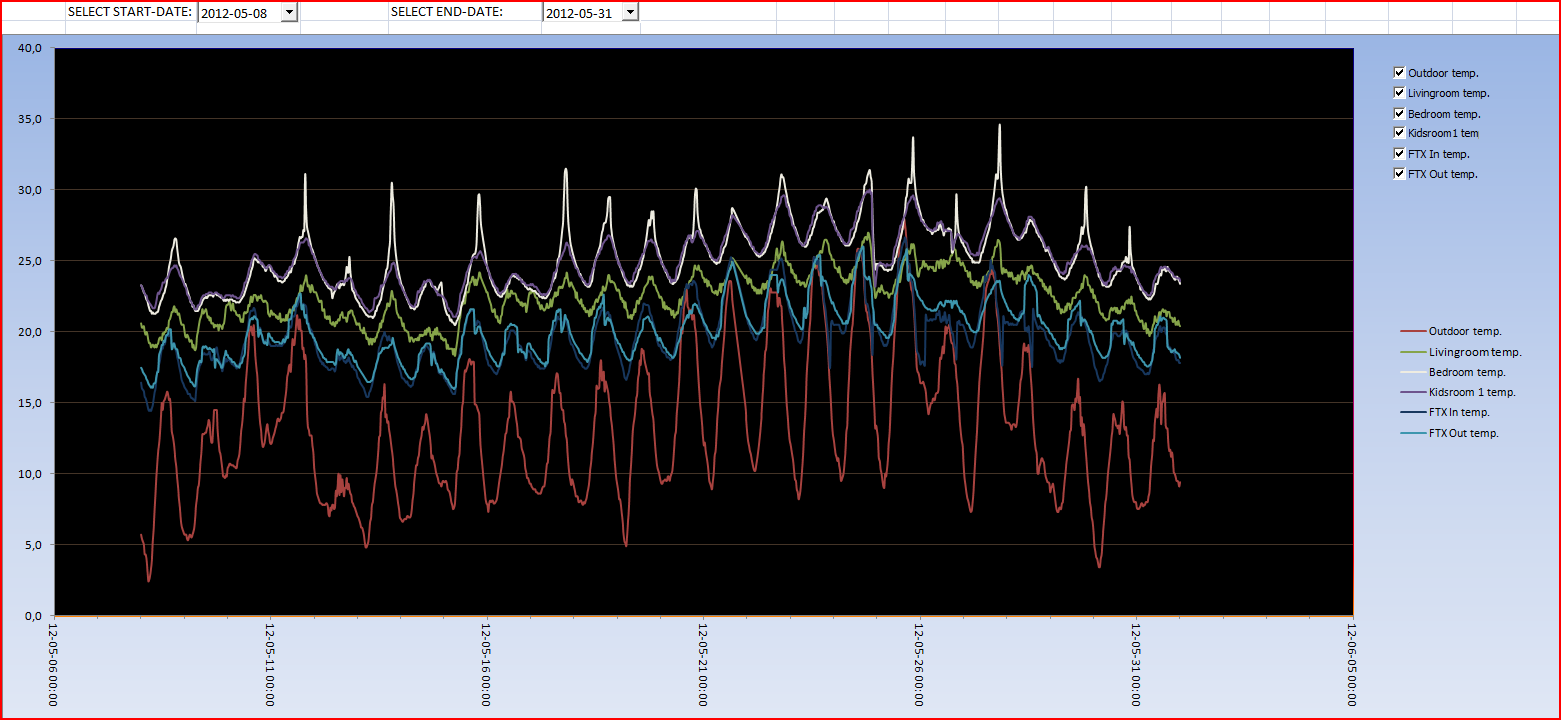 SELECT START-DATE: 2012-05-08 SELECT END-DATE: 2012-05-31
40,0
35,0
30,0
25,0
20,0
15,0
10,0
5,0
0,0
12-05-06 00:00
12-05-11 00:00
12-05-16 00:00
12-05-21 00:00
12-05-26 00:00
12-05-31 00:00
12-06-05 00:00
Outdoor temp.
Livingroom temp.
Bedroom temp.
Kidsroom1 tem
FTX In temp.
FTX Out temp.
Outdoor temp.
Livingroom temp.
Bedroom temp.
Kidsroom 1 temp.
FTX In temp.
FTX Out temp.